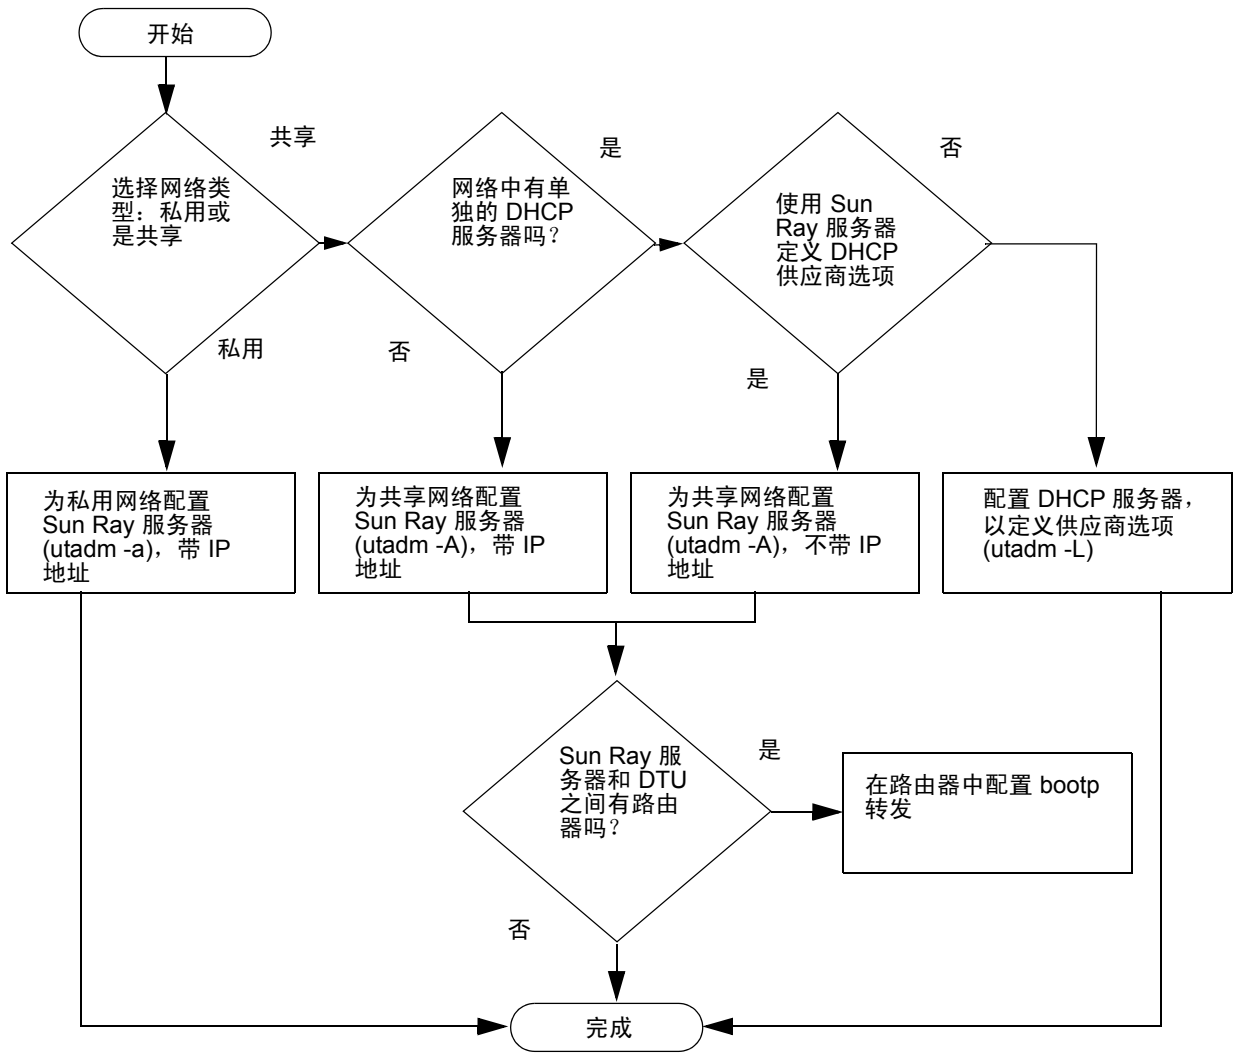 开始
共享
是
否
选择网络类
型：私用或
是共享
网络中有单
独的 DHCP
服务器吗？
使用 Sun
Ray 服务器
定义 DHCP
供应商选项
私用
否
是
为私用网络配置
Sun Ray 服务器
(utadm -a)，带 IP
地址
为共享网络配置
Sun Ray 服务器
(utadm -A)，带 IP
地址
为共享网络配置
Sun Ray 服务器
(utadm -A)，不带 IP
地址
配置 DHCP 服务器，
以定义供应商选项
(utadm -L)
Sun Ray 服
务器和 DTU
之间有路由
器吗？
是
在路由器中配置 bootp
转发
否
完成